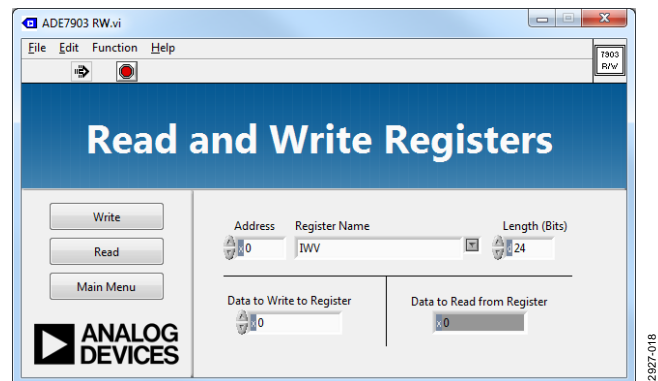 ADE7903 RW.vi
File Edit Function Help
7903
R/W
Read and Write Registers
Write
Read
Main Menu
Address Register Name Length (Bits)
x 0 IWV d 24
Data to Write to Register Data to Read from Register
x 0 x 0
ANALOG
DEVICES
2927-018